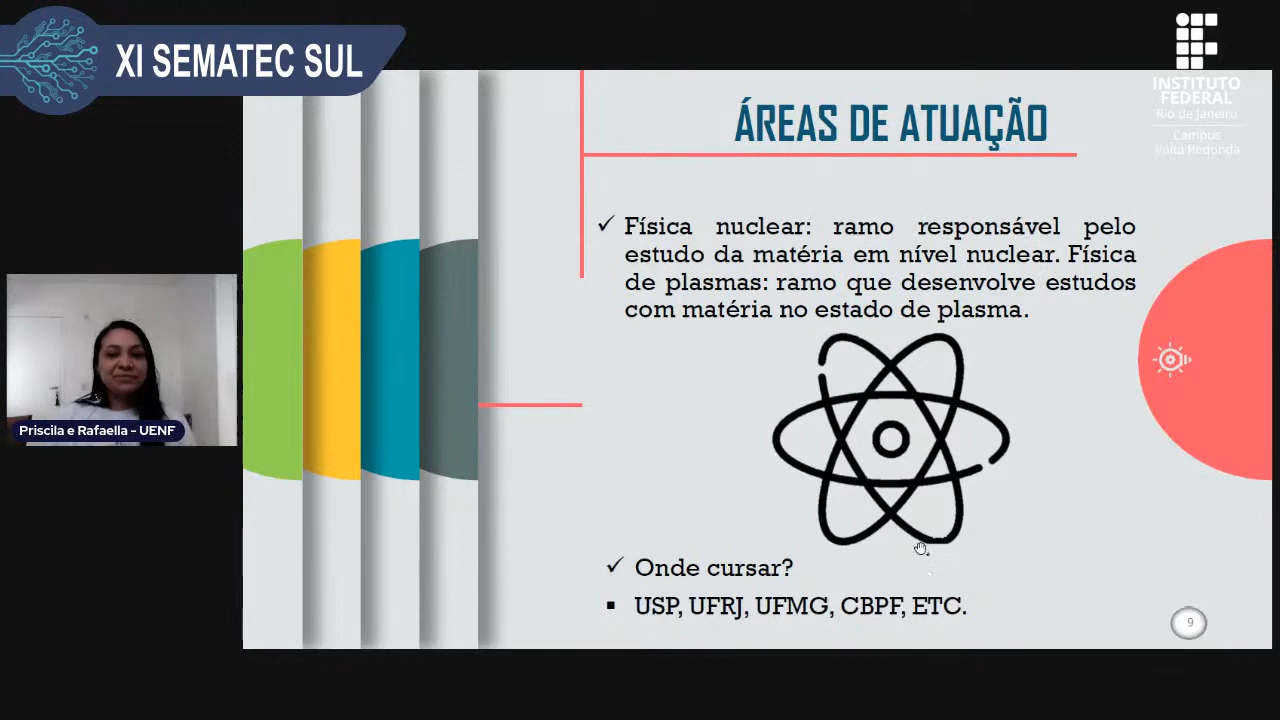 XI SEMATEC SUL
INSTITUTO
FEDERAL
Rio de Janeiro
Campus
Volta Redonda
ÁREAS DE ATUAÇÃO
✓ Física nuclear: ramo responsável pelo
estudo da matéria em nível nuclear. Física
de plasmas: ramo que desenvolve estudos
com matéria no estado de plasma.
Priscila e Rafaella - UENF
✓ Onde cursar?
▪ USP, UFRJ, UFMG, CBPF, ETC.
9